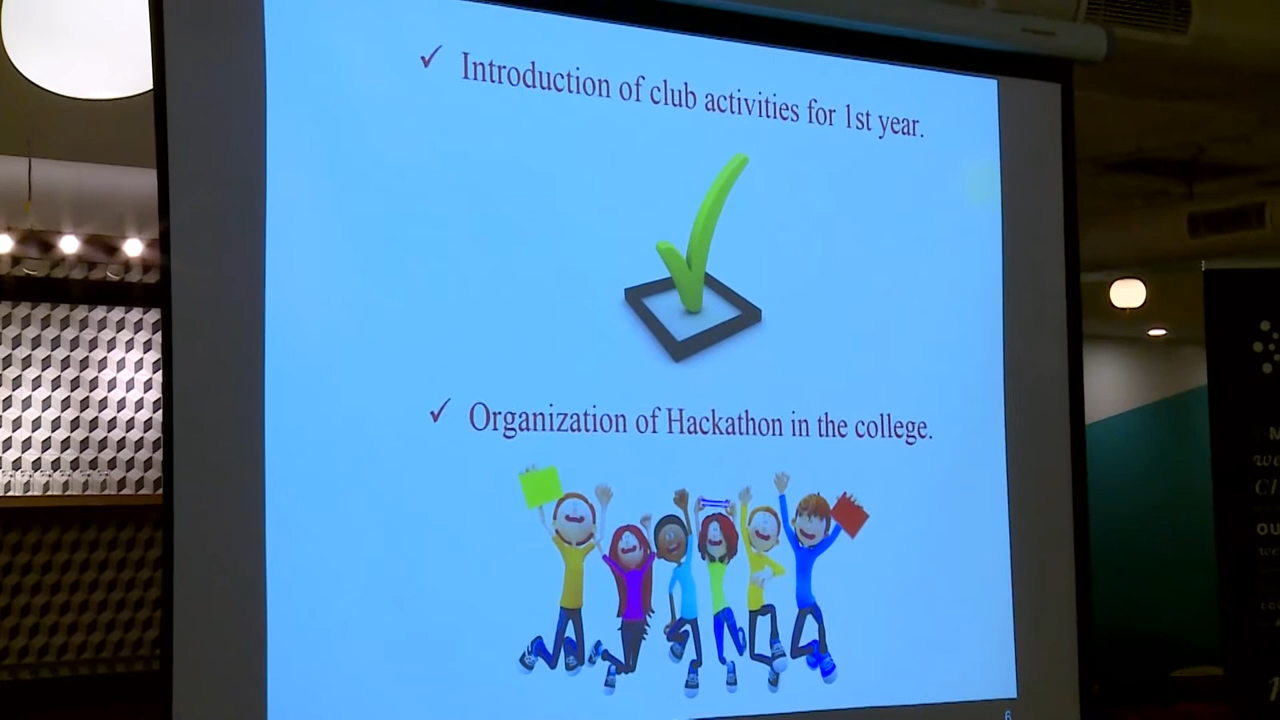 ✓ Introduction of club activities for 1st year.
✓ Organization of Hackathon in the college.
6